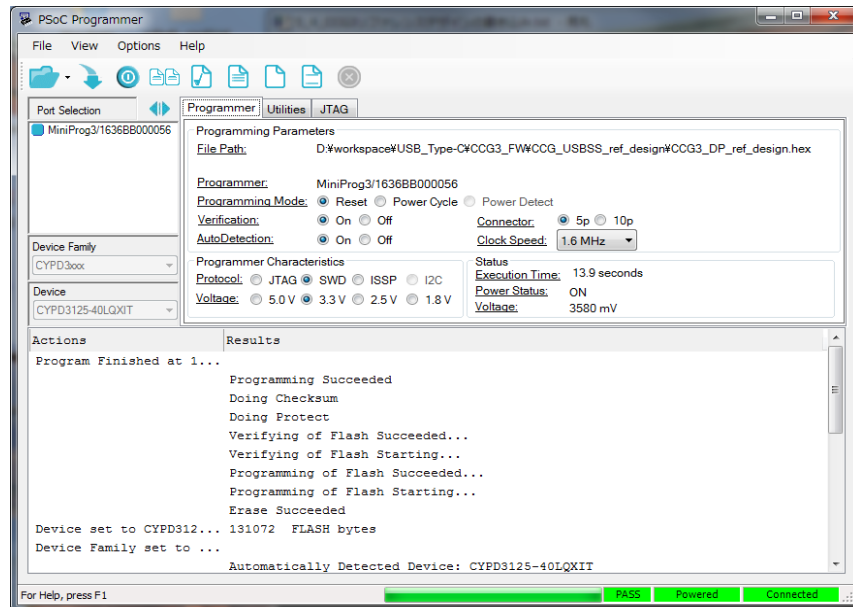 PSoC Programmer
File View Options Help
Port Selection
MiniProg3/1636BB000056
Device Family
CYPD3xxx
Device
CYPD3125-40LQXIT
Programmer Utilities JTAG
Programming Parameters
File Path: D:¥workspace¥USB_Type-C¥CCG3_FW¥CCG_USBSS_ref_design¥CCG3_DP_ref_design.hex
Programmer: MiniProg3/1636BB000056
Programming Mode: Reset Power Cycle Power Detect
Verification: On Off Connector: 5p 10p
AutoDetection: On Off Clock Speed: 1.6 MHz
Programmer Characteristics
Protocol: JTAG SWD ISSP I2C
Voltage: 5.0 V 3.3 V 2.5 V 1.8 V
Status
Execution Time: 13.9 seconds
Power Status: ON
Voltage: 3580 mV
Actions Results
Program Finished at 1...
Programming Succeeded
Doing Checksum
Doing Protect
Verifying of Flash Succeeded...
Verifying of Flash Starting...
Programming of Flash Succeeded...
Programming of Flash Starting...
Erase Succeeded
Device set to CYPD312... 131072 FLASH bytes
Device Family set to ...
Automatically Detected Device: CYPD3125-40LQXIT
For Help, press F1 PASS Powered Connected